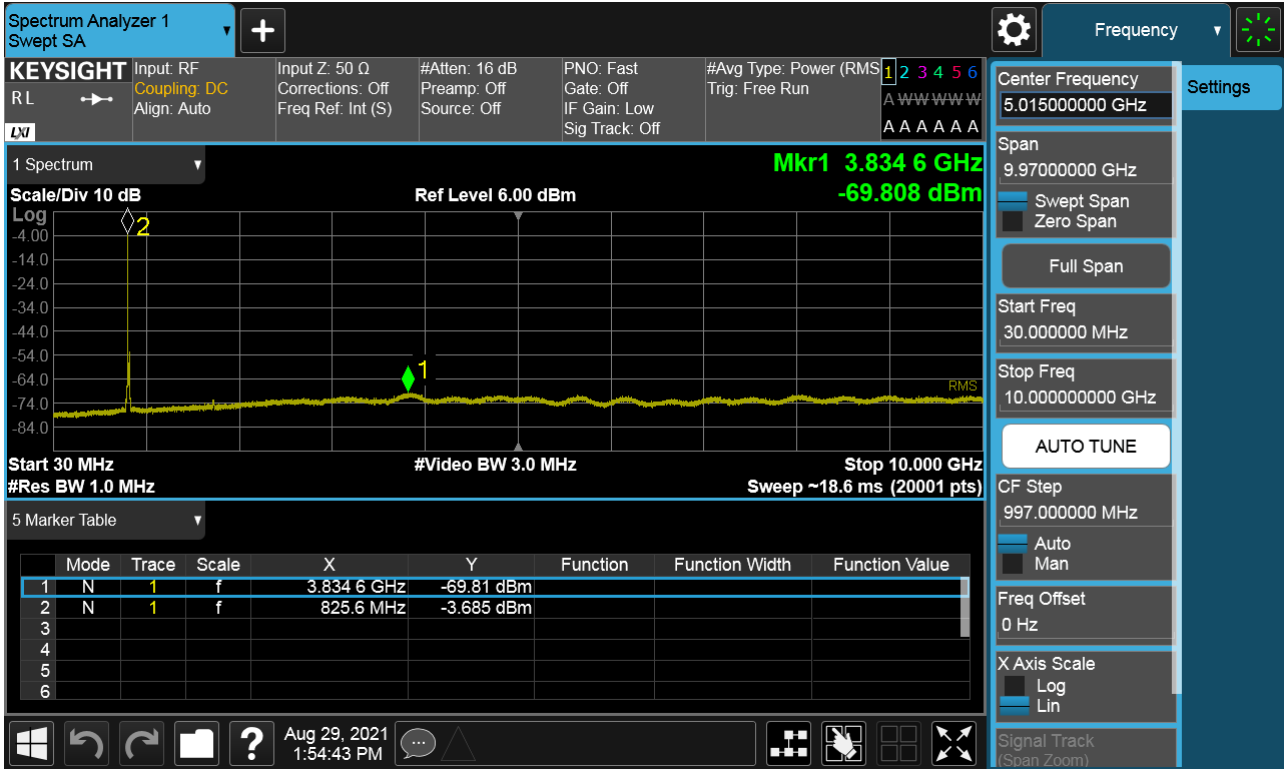 Spectrum Analyzer 1
Swept SA
Frequency
KEYSIGHT
R L
LXI
Input: RF
Coupling: DC
Align: Auto
Input Z: 50 Ω
Corrections: Off
Freq Ref: Int (S)
#Atten: 16 dB
Preamp: Off
Source: Off
PNO: Fast
Gate: Off
IF Gain: Low
Sig Track: Off
#Avg Type: Power (RMS
Trig: Free Run
1 2 3 4 5 6
A W W W W W
A A A A A A
1 Spectrum
Mkr1 3.834 6 GHz
Scale/Div 10 dB
Ref Level 6.00 dBm
-69.808 dBm
Log
2
-4.00
-14.0
-24.0
-34.0
-44.0
-54.0
1
-64.0
RMS
-74.0
-84.0
Start 30 MHz
#Video BW 3.0 MHz
Stop 10.000 GHz
#Res BW 1.0 MHz
Sweep ~18.6 ms (20001 pts)
5 Marker Table
Mode Trace Scale X Y Function Function Width Function Value
1 N 1 f 3.834 6 GHz -69.81 dBm
2 N 1 f 825.6 MHz -3.685 dBm
3
4
5
6
?
Aug 29, 2021
1:54:43 PM
Center Frequency
5.015000000 GHz
Span
9.97000000 GHz
Swept Span
Zero Span
Full Span
Start Freq
30.000000 MHz
Stop Freq
10.000000000 GHz
AUTO TUNE
CF Step
997.000000 MHz
Auto
Man
Freq Offset
0 Hz
X Axis Scale
Log
Lin
Signal Track
(Span Zoom)
Settings